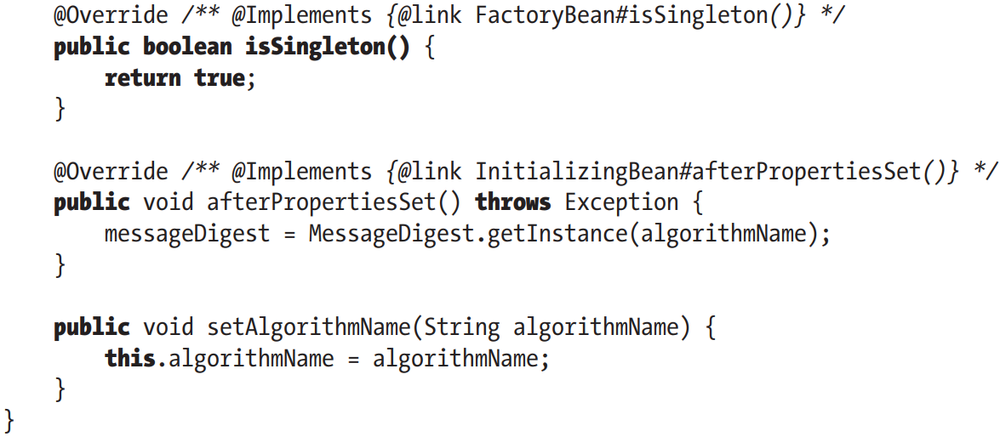 @Override /** @Implements {@link FactoryBean#isSingleton()} */
public boolean isSingleton() {
return true;
}
@Override /** @Implements {@link InitializingBean#afterPropertiesSet()} */
public void afterPropertiesSet() throws Exception {
messageDigest = MessageDigest.getInstance(algorithmName);
}
public void setAlgorithmName(String algorithmName) {
this.algorithmName = algorithmName;
}
}